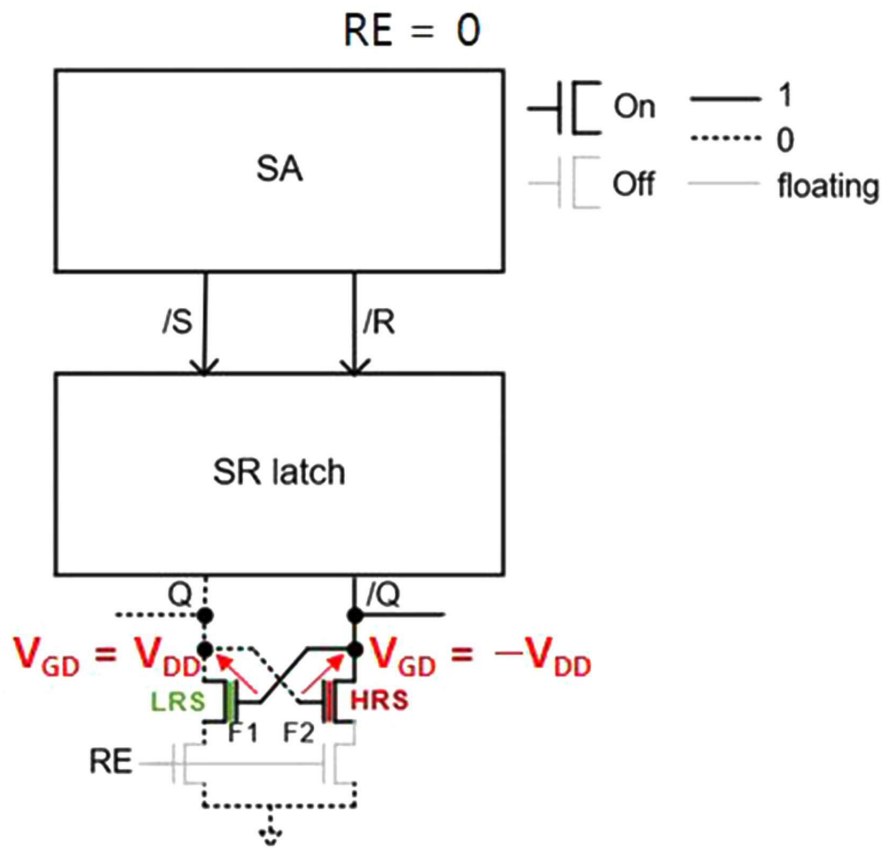 RE = 0
On
1
0
Off
floating
SA
/S
/R
SR latch
Q
/Q
VGD = VDD
VGD = −VDD
LRS
HRS
F1
F2
RE